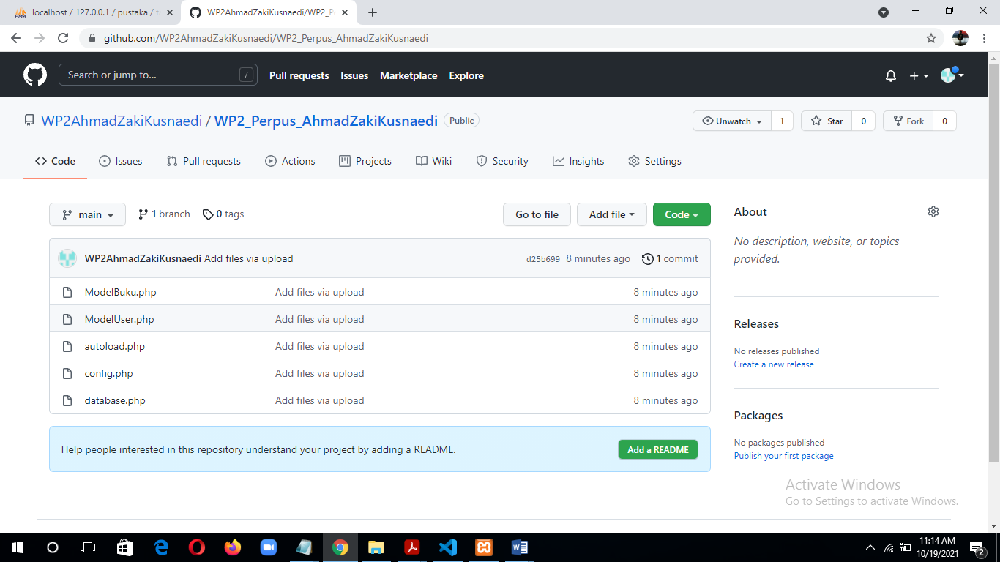 localhost / 127.0.0.1 / pustaka / t
WP2AhmadZakiKusnaedi/WP2_P
github.com/WP2AhmadZakiKusnaedi/WP2_Perpus_AhmadZakiKusnaedi
Search or jump to... /
Pull requests Issues Marketplace Explore
WP2AhmadZakiKusnaedi / WP2_Perpus_AhmadZakiKusnaedi Public
Unwatch 1 Star 0 Fork 0
Code Issues Pull requests Actions Projects Wiki Security Insights Settings
main 1 branch 0 tags Go to file Add file Code
WP2AhmadZakiKusnaedi Add files via upload d25b699 8 minutes ago 1 commit
ModelBuku.php Add files via upload 8 minutes ago
ModelUser.php Add files via upload 8 minutes ago
autoload.php Add files via upload 8 minutes ago
config.php Add files via upload 8 minutes ago
database.php Add files via upload 8 minutes ago
Help people interested in this repository understand your project by adding a README. Add a README
About
No description, website, or topics
provided.
Releases
No releases published
Create a new release
Packages
No packages published
Publish your first package
Activate Windows
Go to Settings to activate Windows.
11:14 AM
10/19/2021
2